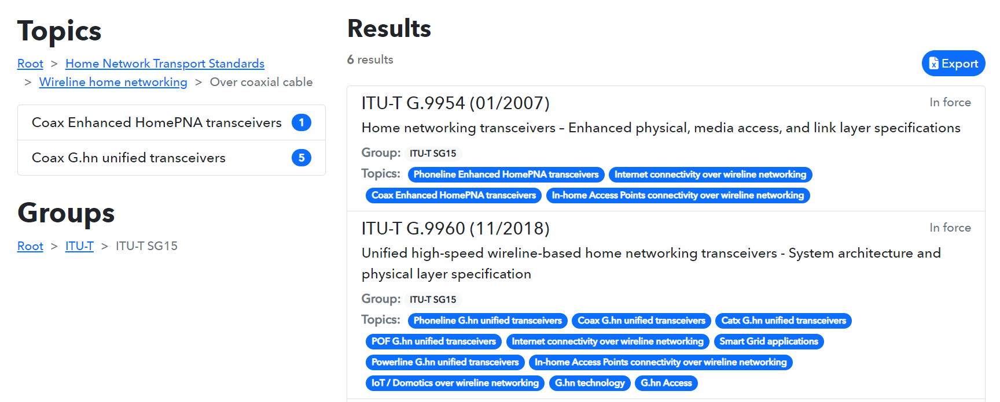 Topics
Root > Home Network Transport Standards
> Wireline home networking > Over coaxial cable
Coax Enhanced HomePNA transceivers 1
Coax G.hn unified transceivers 5
Groups
Root > ITU-T > ITU-T SG15
Results
6 results
Export
ITU-T G.9954 (01/2007) In force
Home networking transceivers – Enhanced physical, media access, and link layer specifications
Group: ITU-T SG15
Topics: Phoneline Enhanced HomePNA transceivers Internet connectivity over wireline networking
Coax Enhanced HomePNA transceivers In-home Access Points connectivity over wireline networking
ITU-T G.9960 (11/2018) In force
Unified high-speed wireline-based home networking transceivers - System architecture and
physical layer specification
Group: ITU-T SG15
Topics: Phoneline G.hn unified transceivers Coax G.hn unified transceivers Catx G.hn unified transceivers
POF G.hn unified transceivers Internet connectivity over wireline networking Smart Grid applications
Powerline G.hn unified transceivers In-home Access Points connectivity over wireline networking
IoT / Domotics over wireline networking G.hn technology G.hn Access